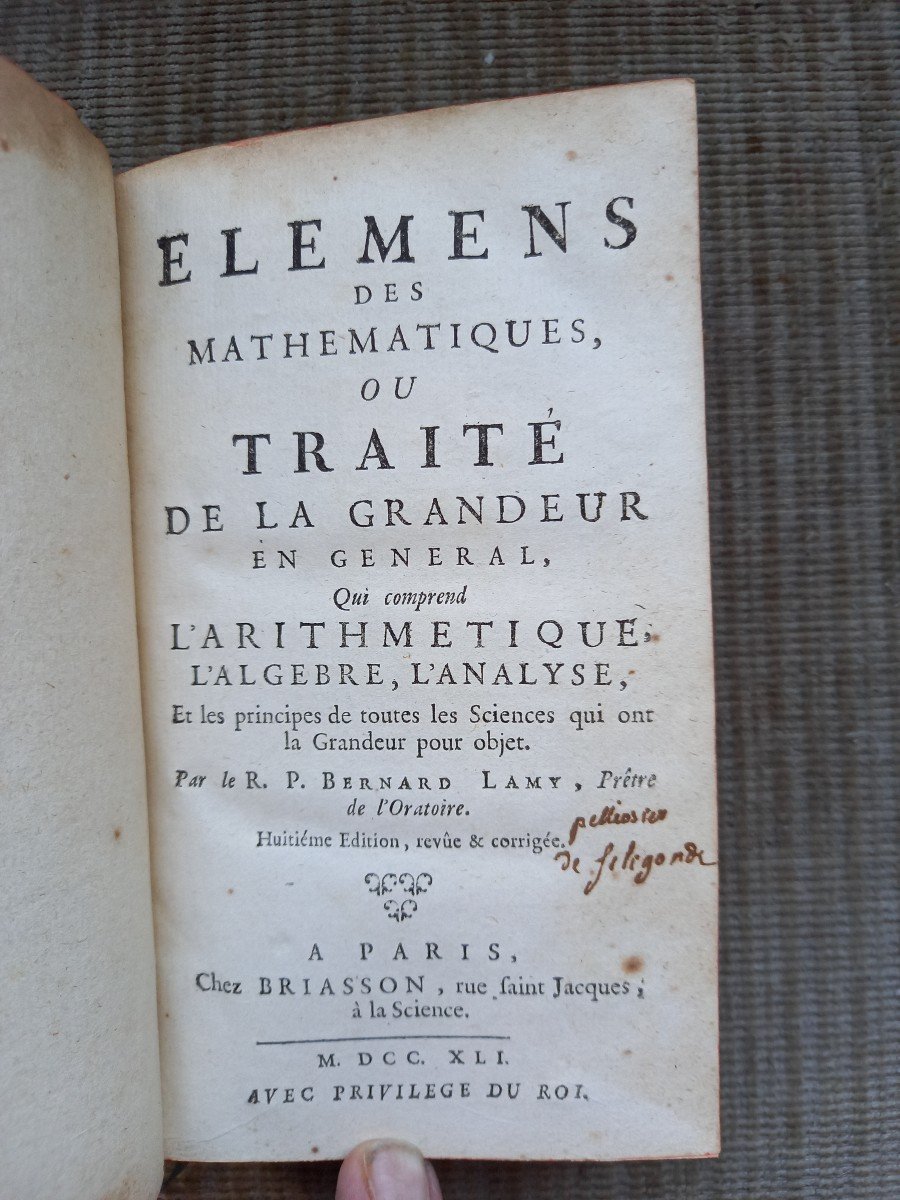 ELEMENS
DES
MATHEMATIQUES,
OU
TRAITÉ
DE LA GRANDEUR
EN GENERAL,
Qui comprend
L'ARITHMETIQUE,
L'ALGEBRE, L'ANALYSE,
Et les principes de toutes les Sciences qui ont
la Grandeur pour objet.
Par le R. P. BERNARD LAMY, Prêtre
de l'Oratoire.
Huitiéme Edition, revûe & corrigée.
de felegonde
A PARIS,
Chez BRIASSON, rue saint Jacques,
à la Science.
M. DCC. XLI.
AVEC PRIVILEGE DU ROI.